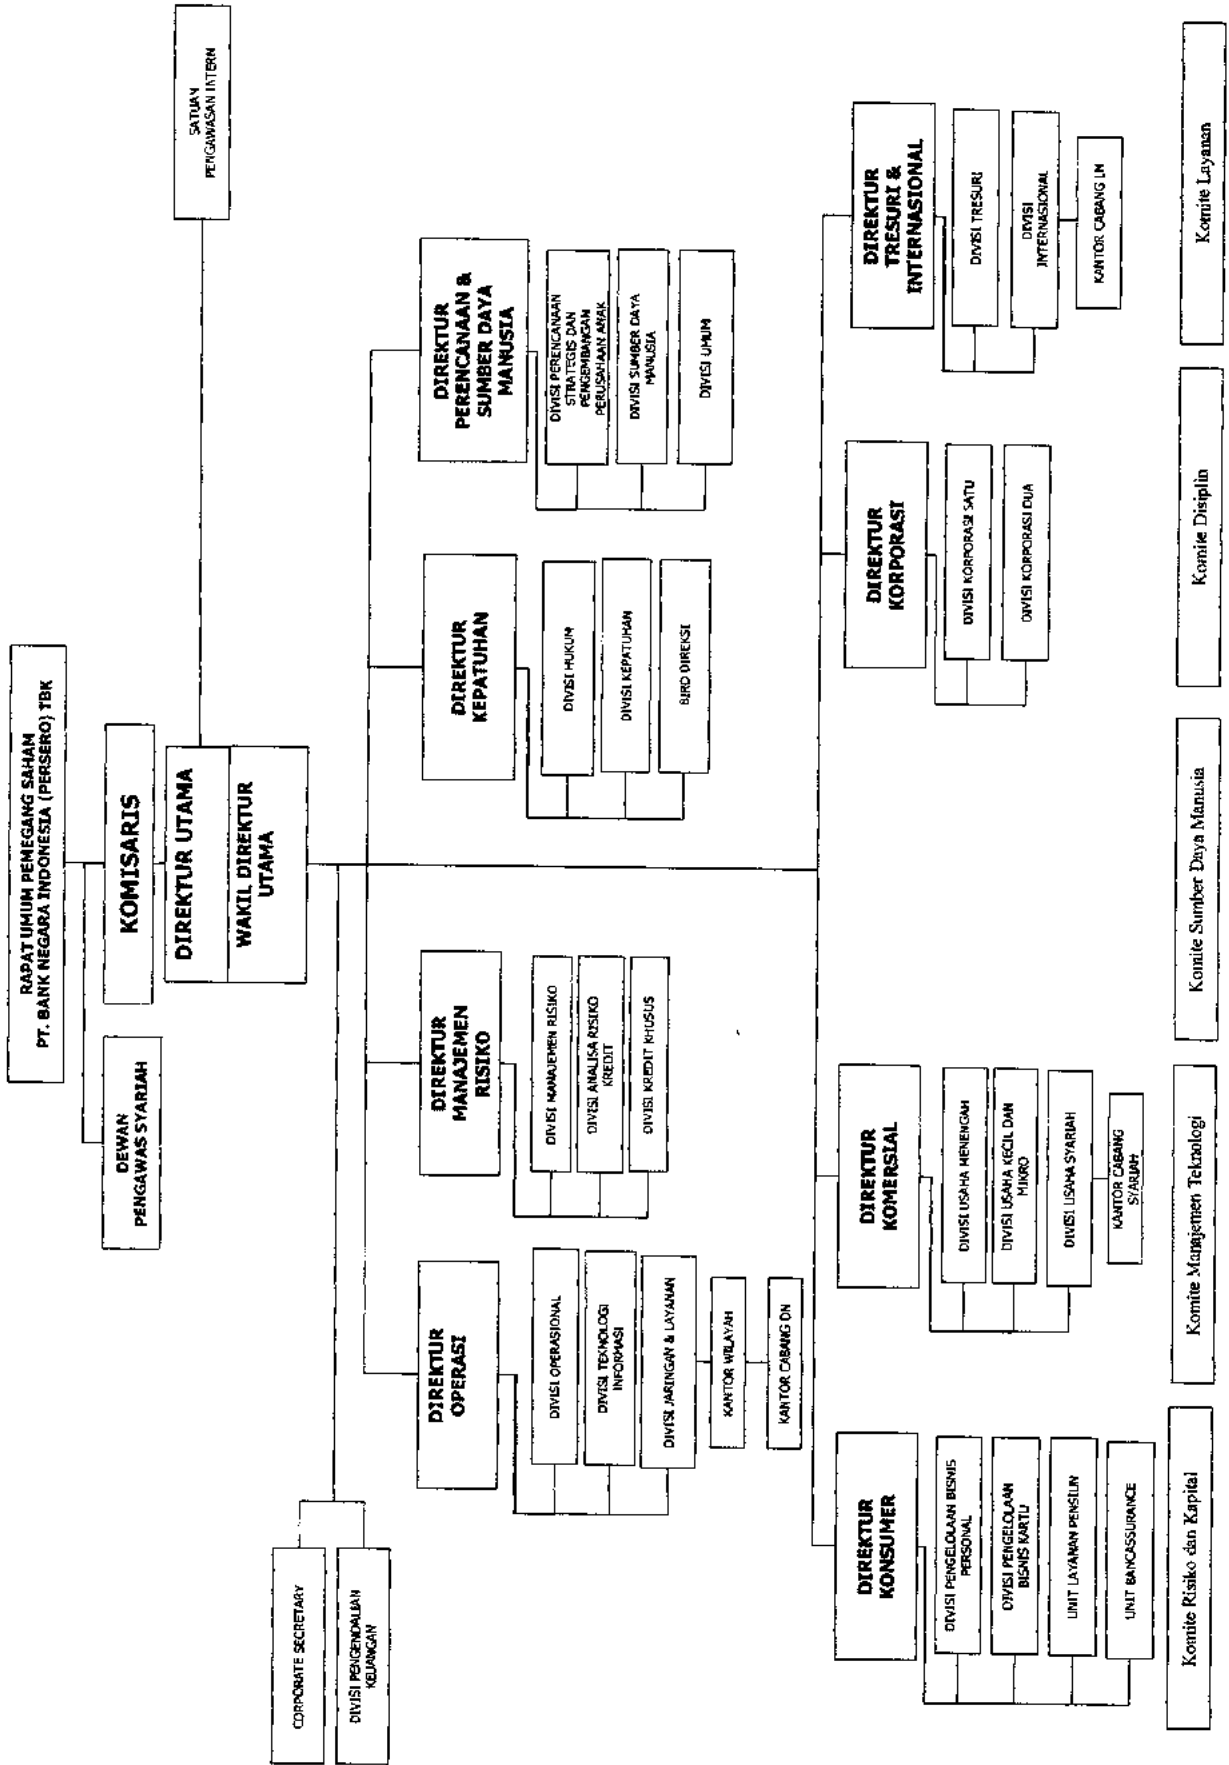 RAPAT UMUM PEMEGANG SAHAM
PT. BANK NEGARA INDONESIA (PERSERO) TBK
DEWAN
PENGAWAS SYARIAH
KOMISARIS
DIREKTUR UTAMA
WAKIL DIREKTUR
UTAMA
SATUAN
PENGAWASAN INTERN
CORPORATE SECRETARY
DIVISI PENGENDALIAN
KEUANGAN
DIREKTUR
OPERASI
DIVISI OPERASIONAL
DIVISI TEKNOLOGI
INFORMASI
DIVISI JARINGAN & LAYANAN
KANTOR WILAYAH
KANTOR CABANG DN
DIREKTUR
MANAJEMEN
RISIKO
DIVISI MANAJEMEN RISIKO
DIVISI ANALISA RISIKO
KREDIT
DIVISI KREDIT KHUSUS
DIREKTUR
KEPATUHAN
DIVISI HUKUM
DIVISI KEPATUHAN
BIRO DIREKSI
DIREKTUR
PERENCANAAN &
SUMBER DAYA
MANUSIA
DIVISI PERENCANAAN
STRATEGIS DAN
PENGEMBANGAN
PERUSAHAAN ANAK
DIVISI SUMBER DAYA
MANUSIA
DIVISI UMUM
DIREKTUR
KONSUMER
DIVISI PENGELOLAAN BISNIS
PERSONAL
DIVISI PENGELOLAAN
BISNIS KARTU
UNIT LAYANAN PENSIUN
UNIT BANCASSURANCE
DIREKTUR
KOMERSIAL
DIVISI USAHA MENENGAH
DIVISI USAHA KECIL DAN
MIKRO
DIVISI USAHA SYARIAH
KANTOR CABANG
SYARIAH
DIREKTUR
KORPORASI
DIVISI KORPORASI SATU
DIVISI KORPORASI DUA
DIREKTUR
TRESURI &
INTERNASIONAL
DIVISI TRESURI
DIVISI
INTERNASIONAL
KANTOR CABANG LN
Komite Risiko dan Kapital
Komite Manajemen Teknologi
Komite Sumber Daya Manusia
Komite Disiplin
Komite Layanan